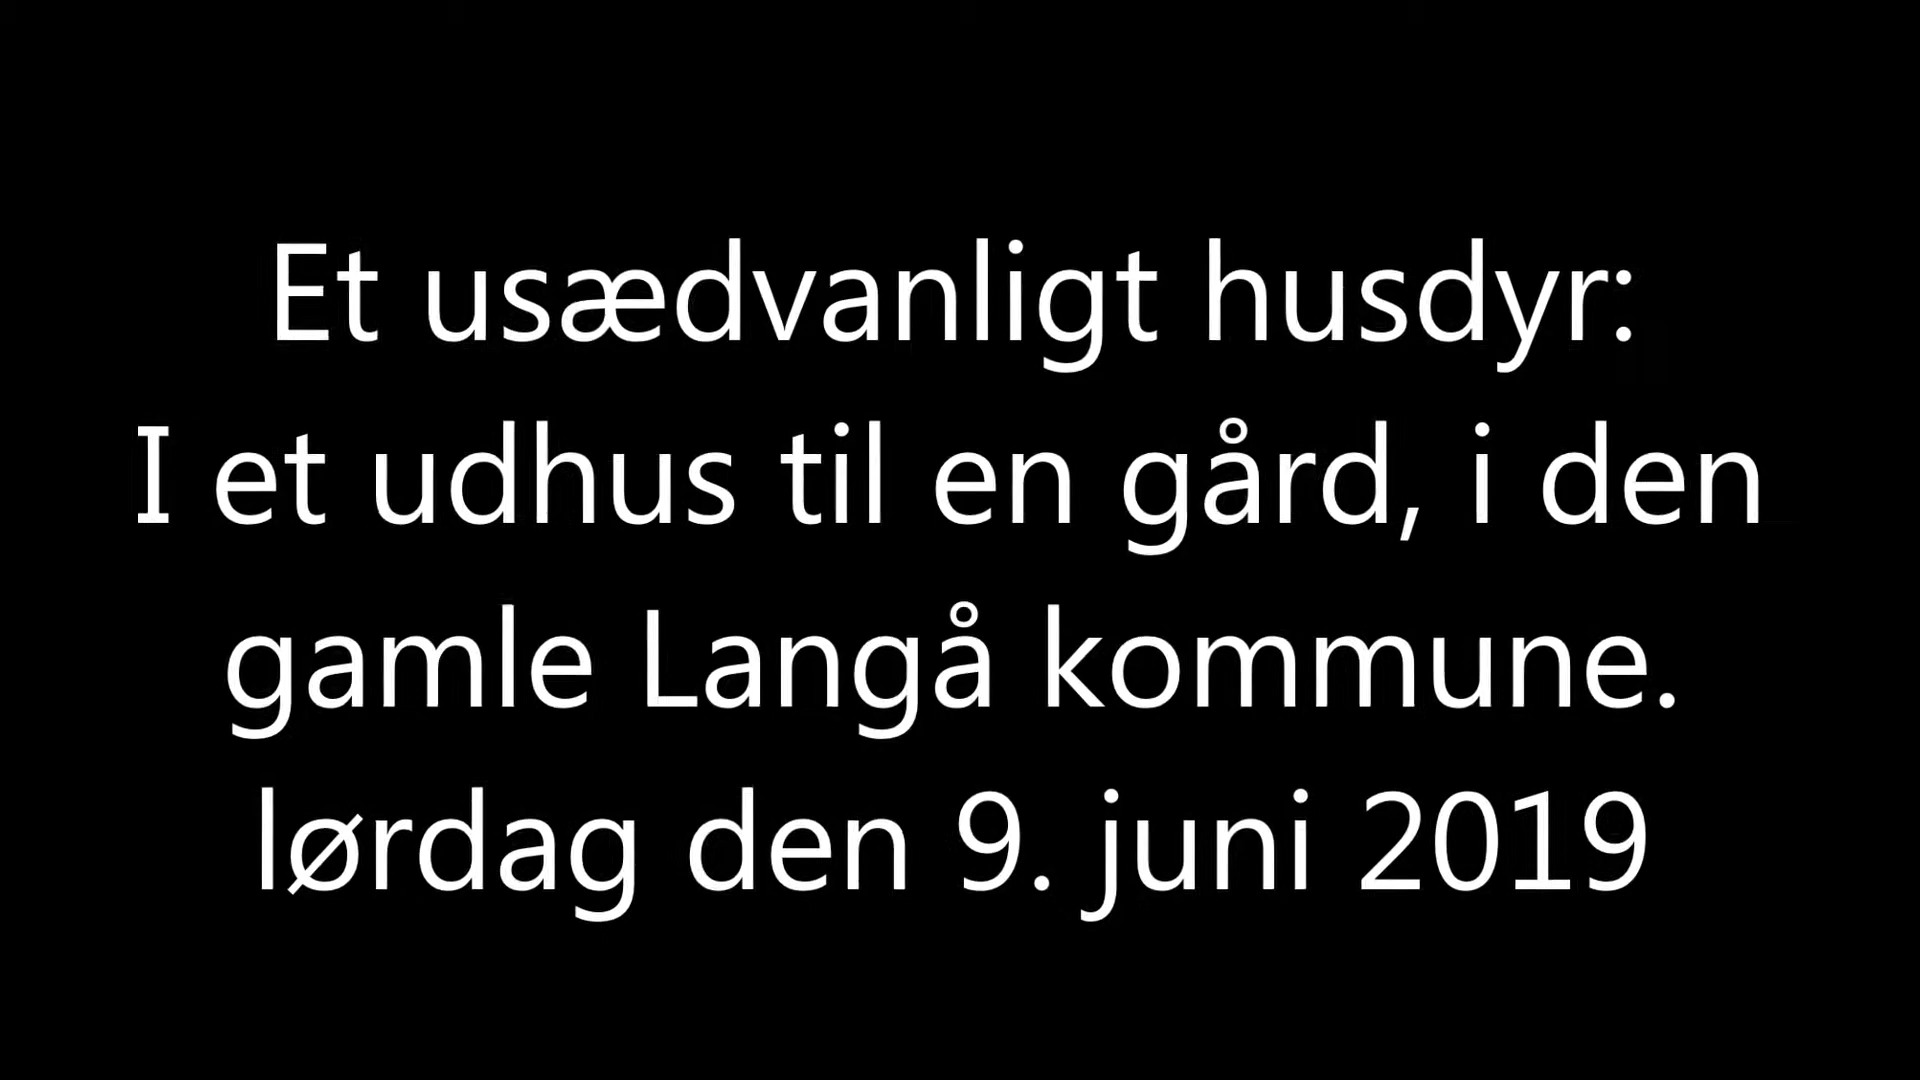 Et usædvanligt husdyr:
I et udhus til en gård, i den
gamle Langå kommune.
lørdag den 9. juni 2019